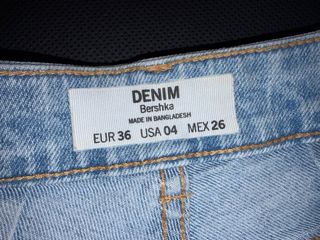 DENIM
Bershka
MADE IN BANGLADESH
EUR 36 USA 04 MEX 26